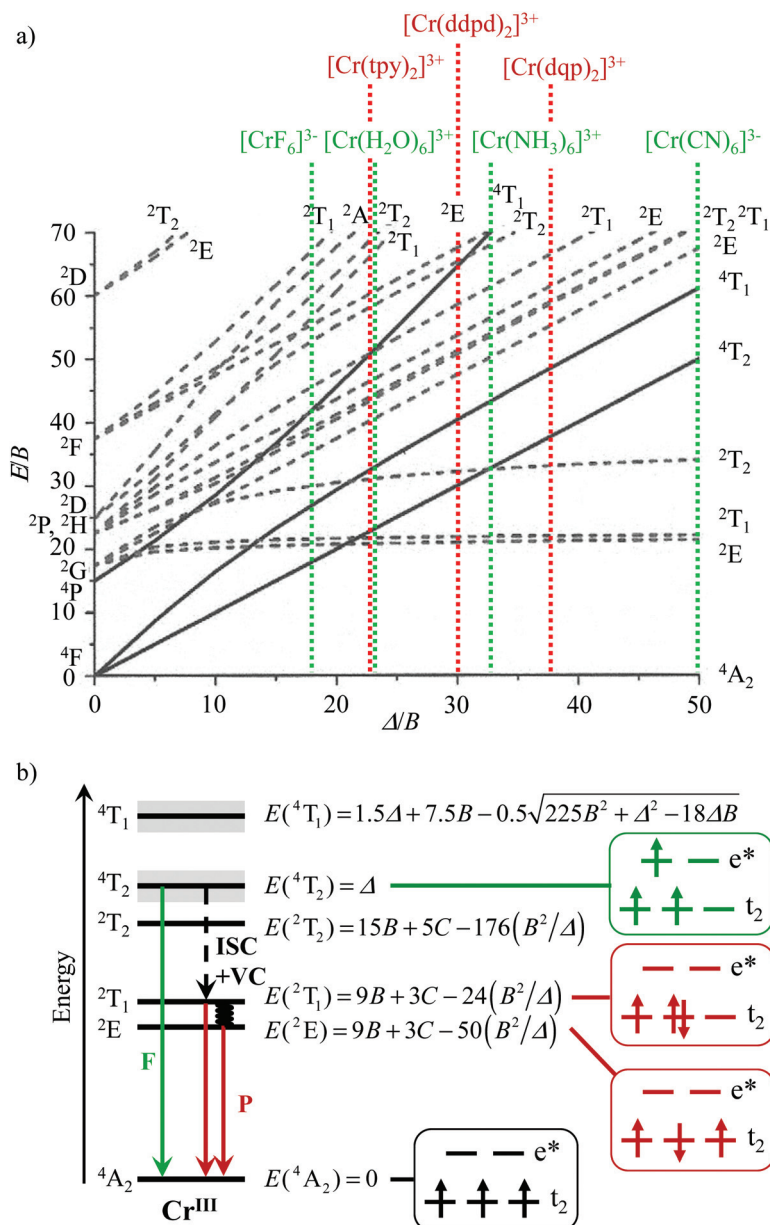 a)
[Cr(ddpd)₂]³⁺
[Cr(tpy)₂]³⁺ [Cr(dqp)₂]³⁺
[CrF₆]³⁻ [Cr(H₂O)₆]³⁺ [Cr(NH₃)₆]³⁺ [Cr(CN)₆]³⁻
²T₂ ²E ²T₁ ²A ²T₂ ²T₁ ²E ⁴T₁ ²T₂ ²T₁ ²E ²T₂ ²T₁
²E
⁴T₁
⁴T₂
²T₂
²T₁
²E
⁴A₂
E/B
70
60
50
40
30
20
10
0
²D
²F
²D
²P, ²H
²G
⁴P
⁴F
0 10 20 30 40 50
Δ/B
b)
Energy
⁴T₁ E(⁴T₁) = 1.5Δ + 7.5B − 0.5√(225B² + Δ² − 18ΔB)
⁴T₂ E(⁴T₂) = Δ
²T₂ E(²T₂) = 15B + 5C − 176(B²/Δ)
ISC
+VC
²T₁ E(²T₁) = 9B + 3C − 24(B²/Δ)
²E E(²E) = 9B + 3C − 50(B²/Δ)
F
P
⁴A₂ E(⁴A₂) = 0
Crᴵᴵᴵ
e*
t₂
e*
t₂
e*
t₂
e*
t₂